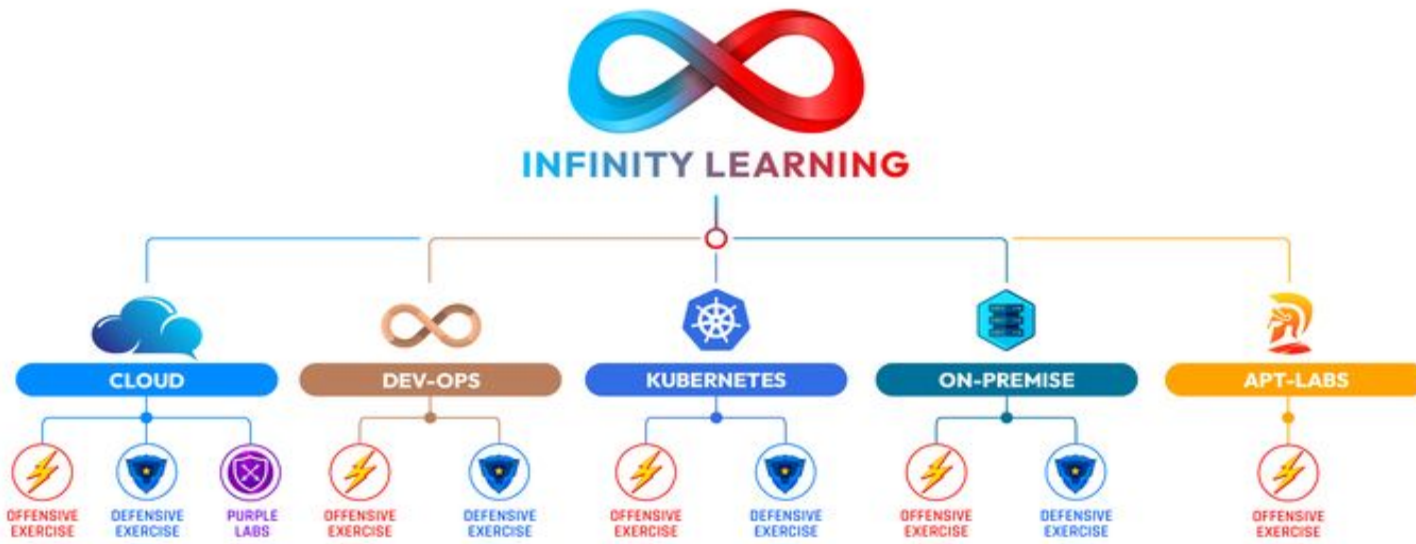 INFINITY LEARNING
CLOUD
DEV-OPS
KUBERNETES
ON-PREMISE
APT-LABS
OFFENSIVE
EXERCISE
DEFENSIVE
EXERCISE
PURPLE
LABS
OFFENSIVE
EXERCISE
DEFENSIVE
EXERCISE
OFFENSIVE
EXERCISE
DEFENSIVE
EXERCISE
OFFENSIVE
EXERCISE
DEFENSIVE
EXERCISE
OFFENSIVE
EXERCISE